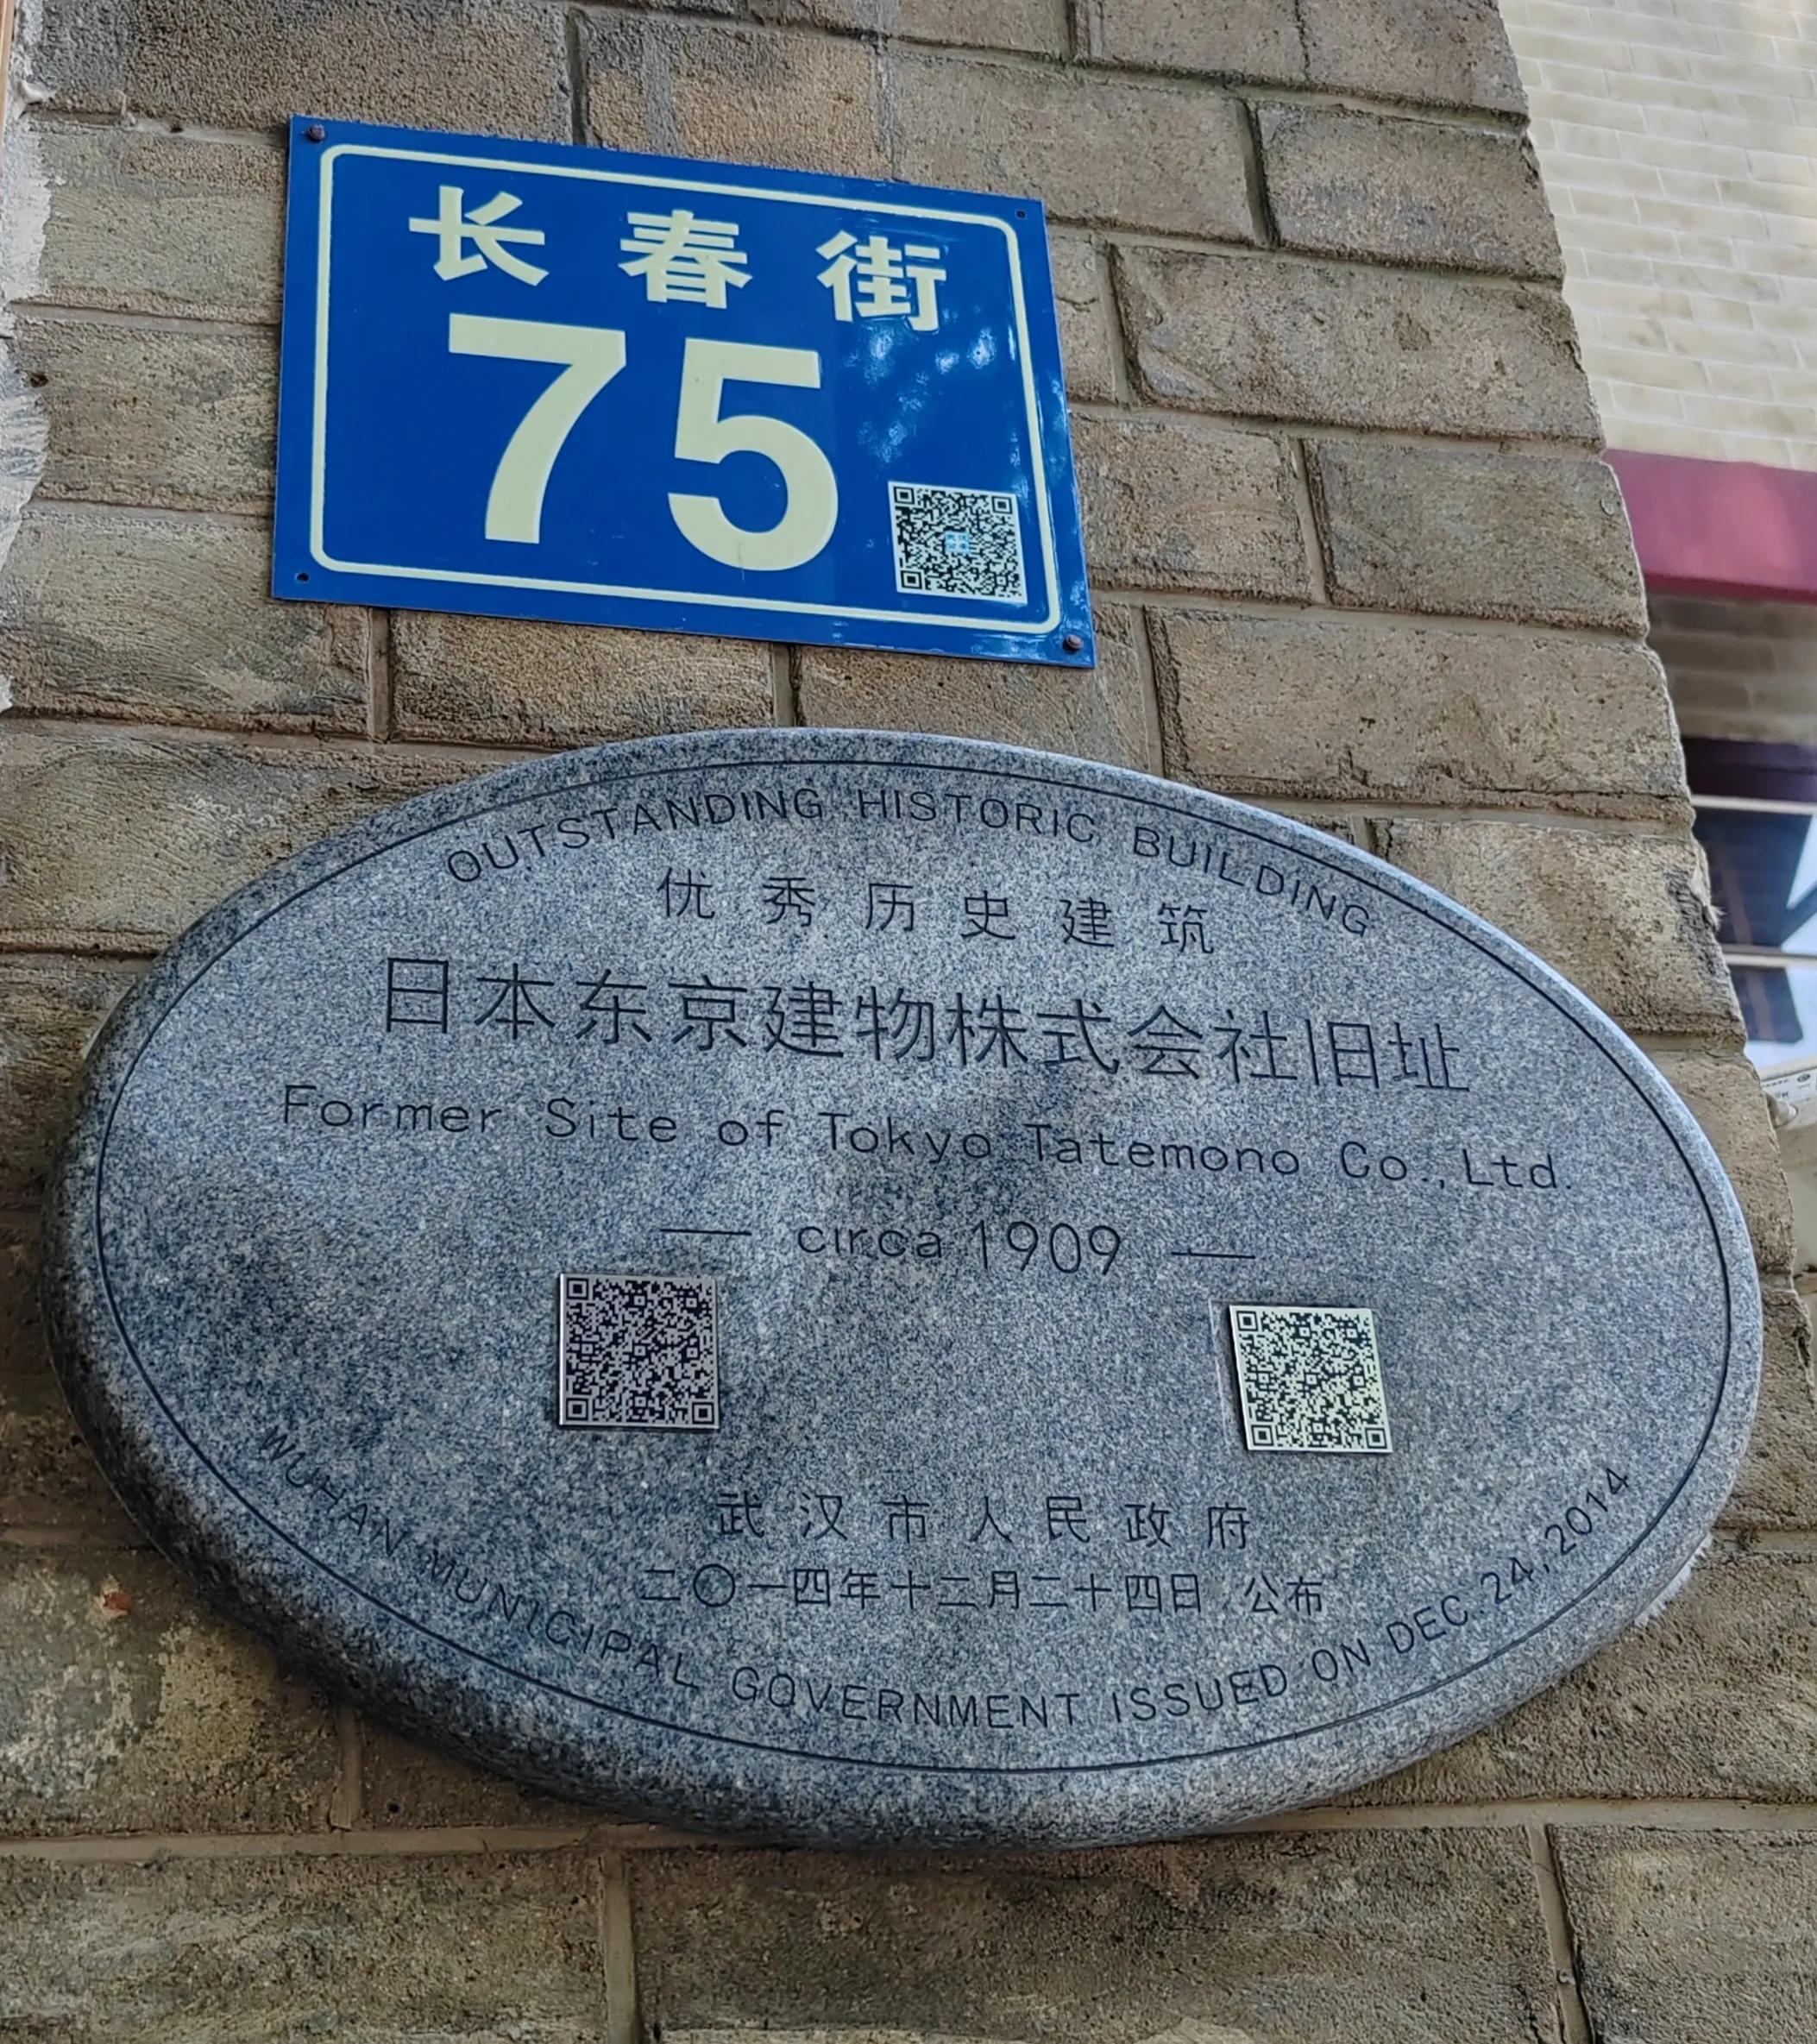 长春街
75
OUTSTANDING HISTORIC BUILDING
优秀历史建筑
日本东京建物株式会社旧址
Former Site of Tokyo Tatemono Co., Ltd.
— circa 1909 —
武汉市人民政府
二〇一四年十二月二十四日 公布
WUHAN MUNICIPAL GOVERNMENT ISSUED ON DEC. 24, 2014